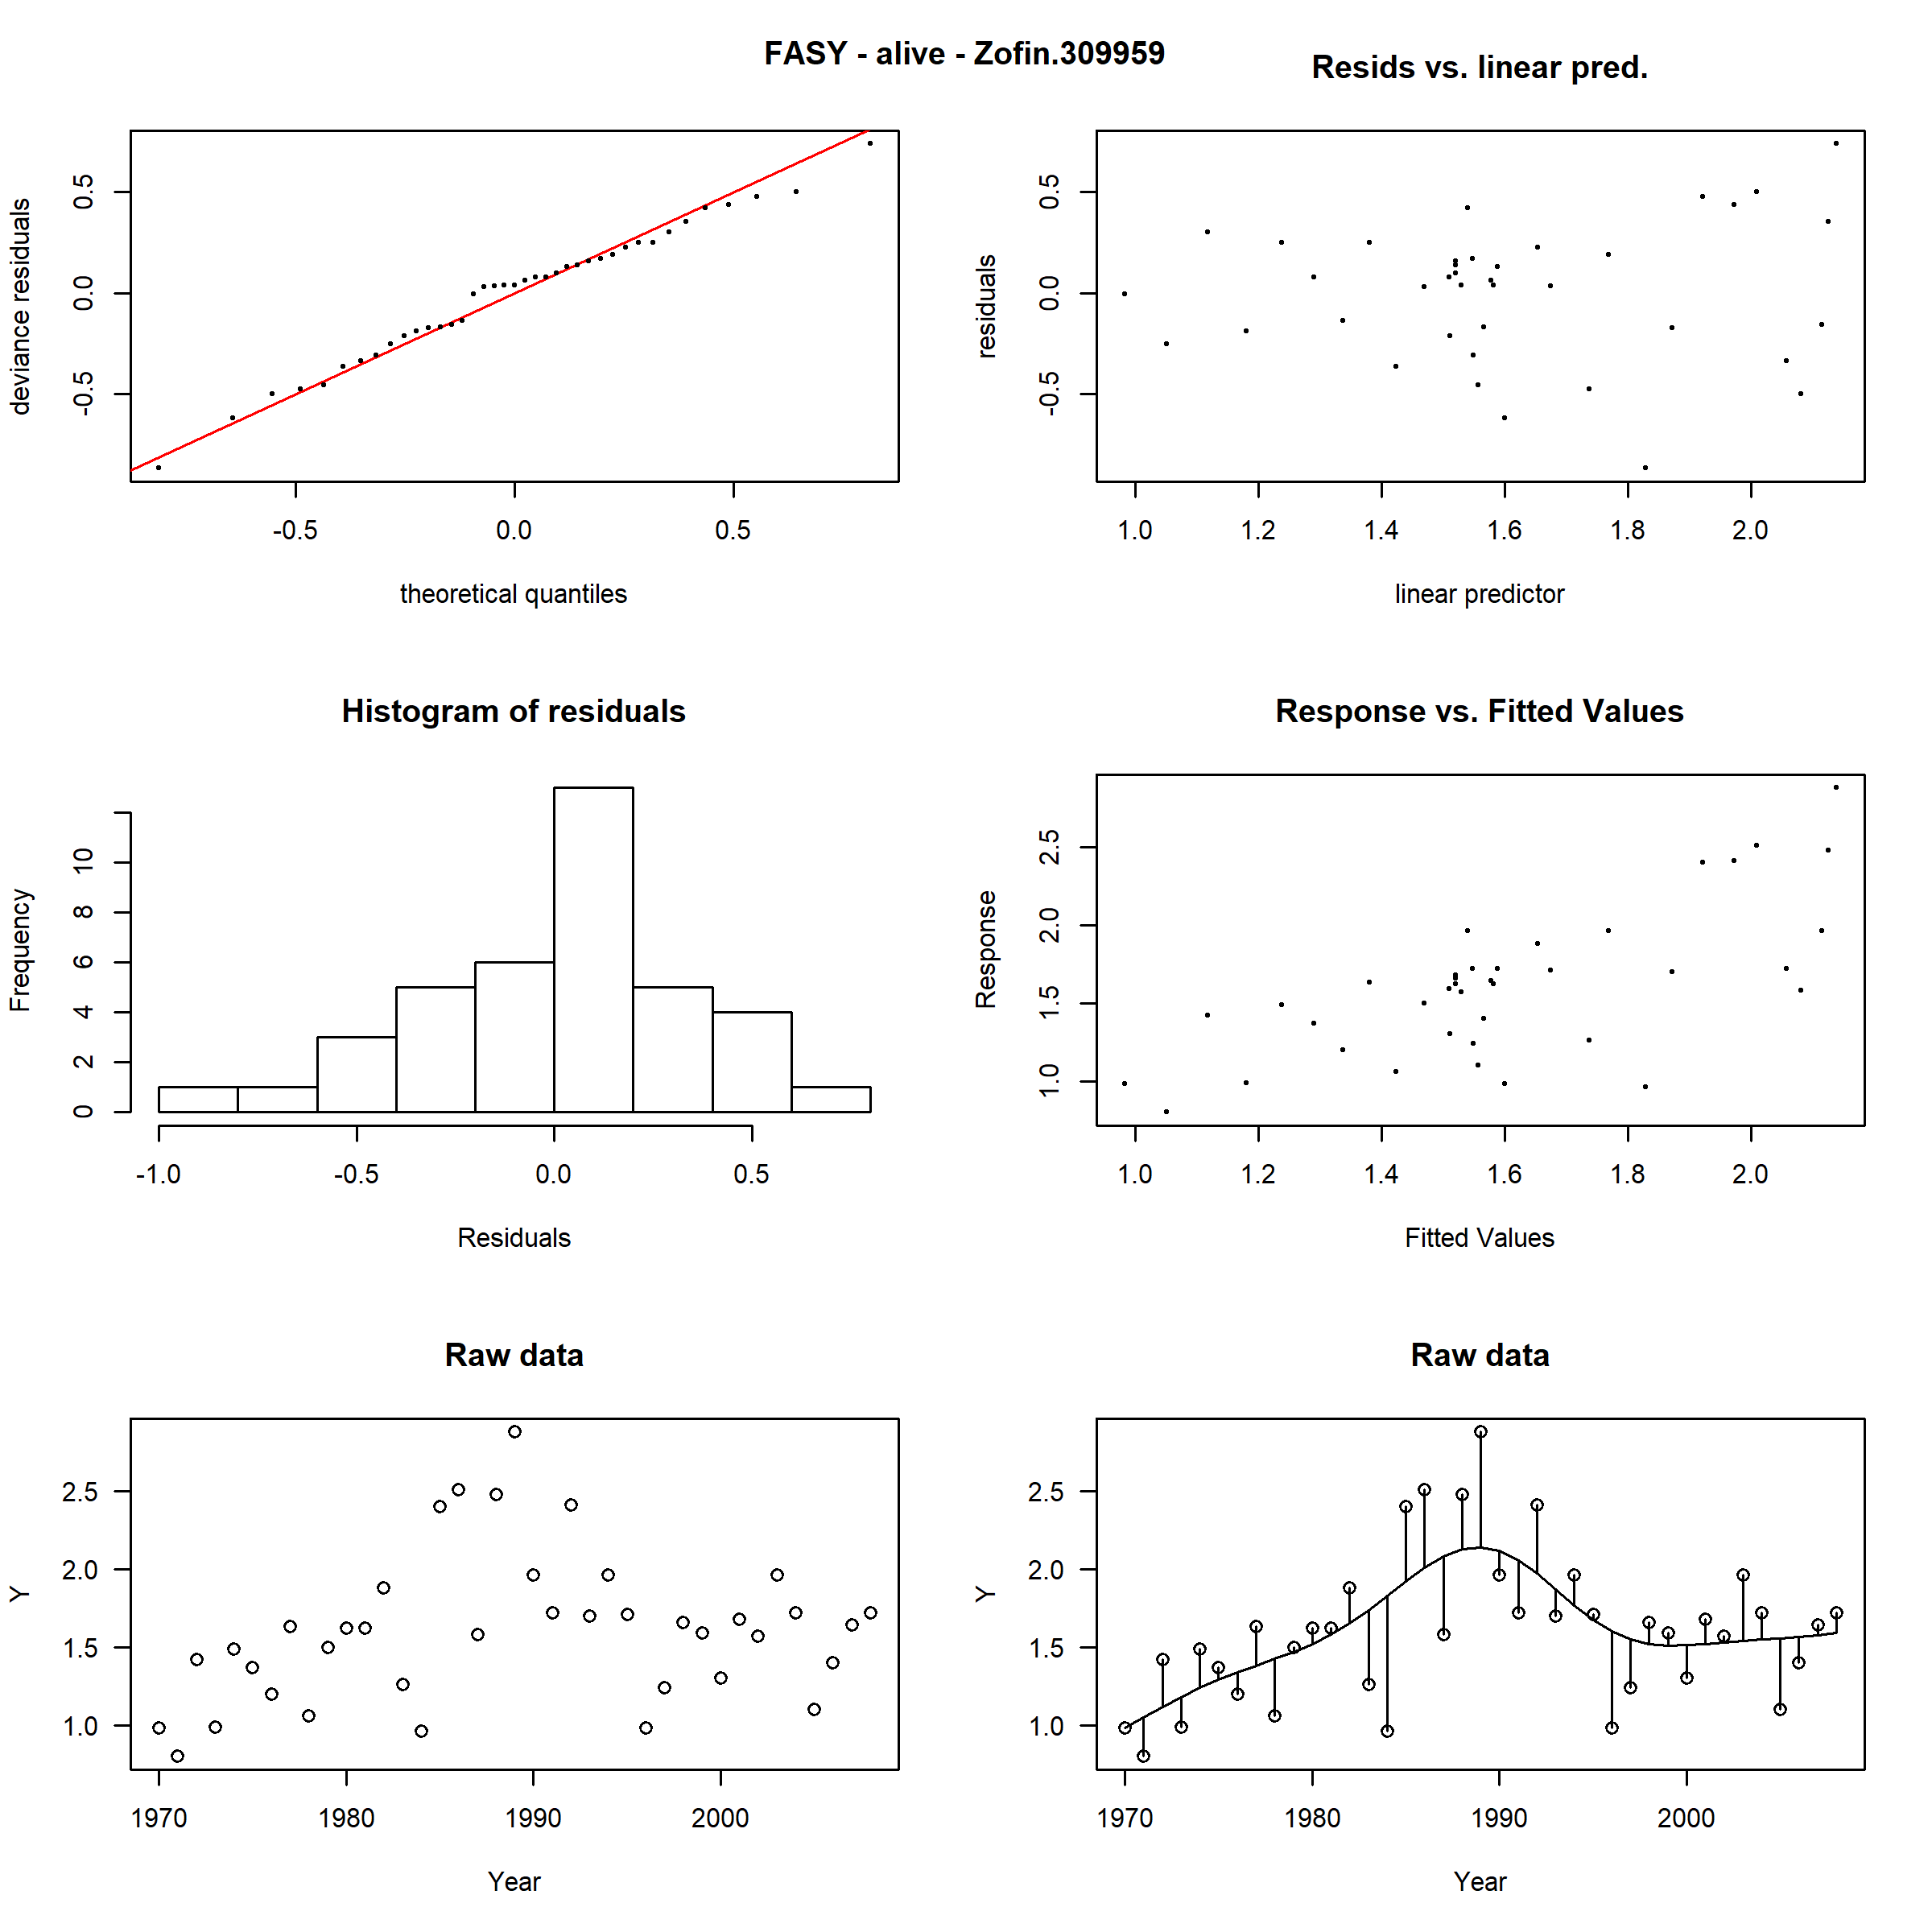 FASY - alive - Zofin.309959
deviance residuals
-0.5 0.0 0.5
-0.5 0.0 0.5
theoretical quantiles
Resids vs. linear pred.
residuals
-0.5 0.0 0.5
1.0 1.2 1.4 1.6 1.8 2.0
linear predictor
Histogram of residuals
Frequency
0 2 4 6 8 10
-1.0 -0.5 0.0 0.5
Residuals
Response vs. Fitted Values
Response
1.0 1.5 2.0 2.5
1.0 1.2 1.4 1.6 1.8 2.0
Fitted Values
Raw data
Y
2.5
2.0
1.5
1.0
1970 1980 1990 2000
Year
Raw data
Y
2.5
2.0
1.5
1.0
1970 1980 1990 2000
Year